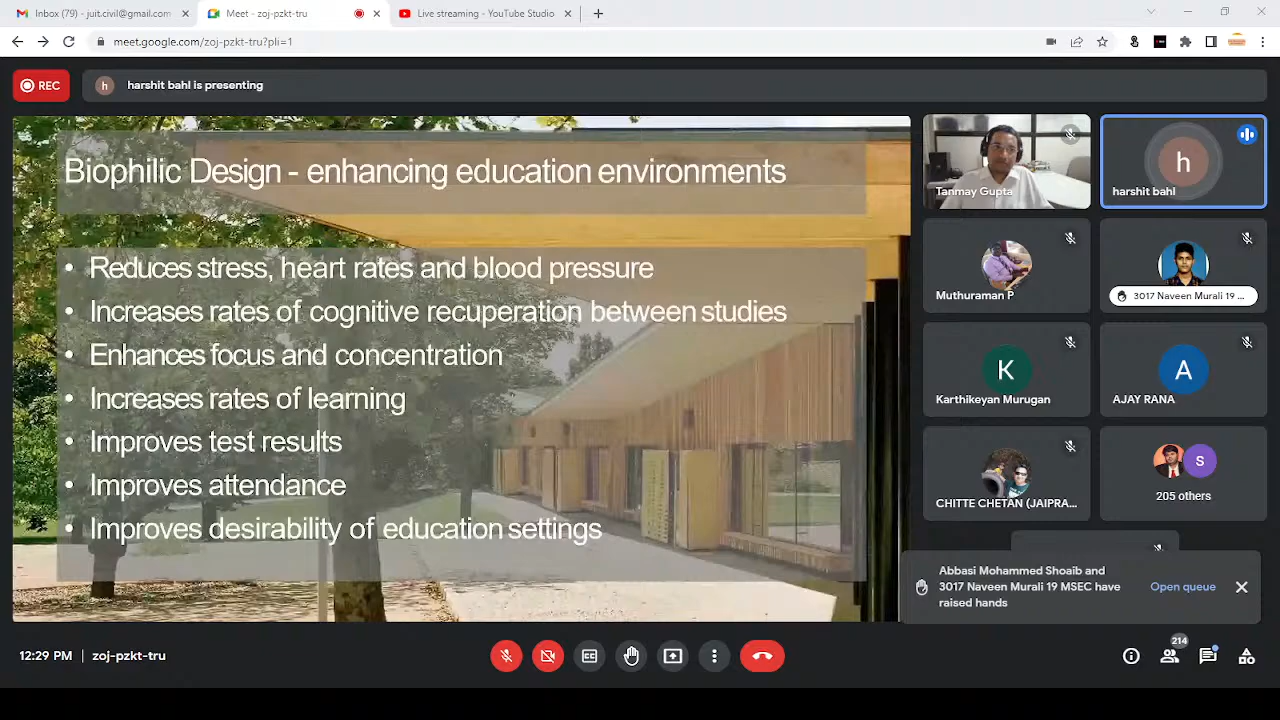 Inbox (79) - juit.civil@gmail.com
Meet - zoj-pzkt-tru
Live streaming - YouTube Studio
meet.google.com/zoj-pzkt-tru?pli=1
REC
h
harshit bahl is presenting
Biophilic Design - enhancing education environments
• Reduces stress, heart rates and blood pressure
• Increases rates of cognitive recuperation between studies
• Enhances focus and concentration
• Increases rates of learning
• Improves test results
• Improves attendance
• Improves desirability of education settings
Tanmay Gupta
h
harshit bahl
Muthuraman P
3017 Naveen Murali 19 ...
K
Karthikeyan Murugan
A
AJAY RANA
CHITTE CHETAN (JAIPRA...
S
205 others
Abbasi Mohammed Shoaib and
3017 Naveen Murali 19 MSEC have
raised hands
Open queue
12:29 PM | zoj-pzkt-tru
214